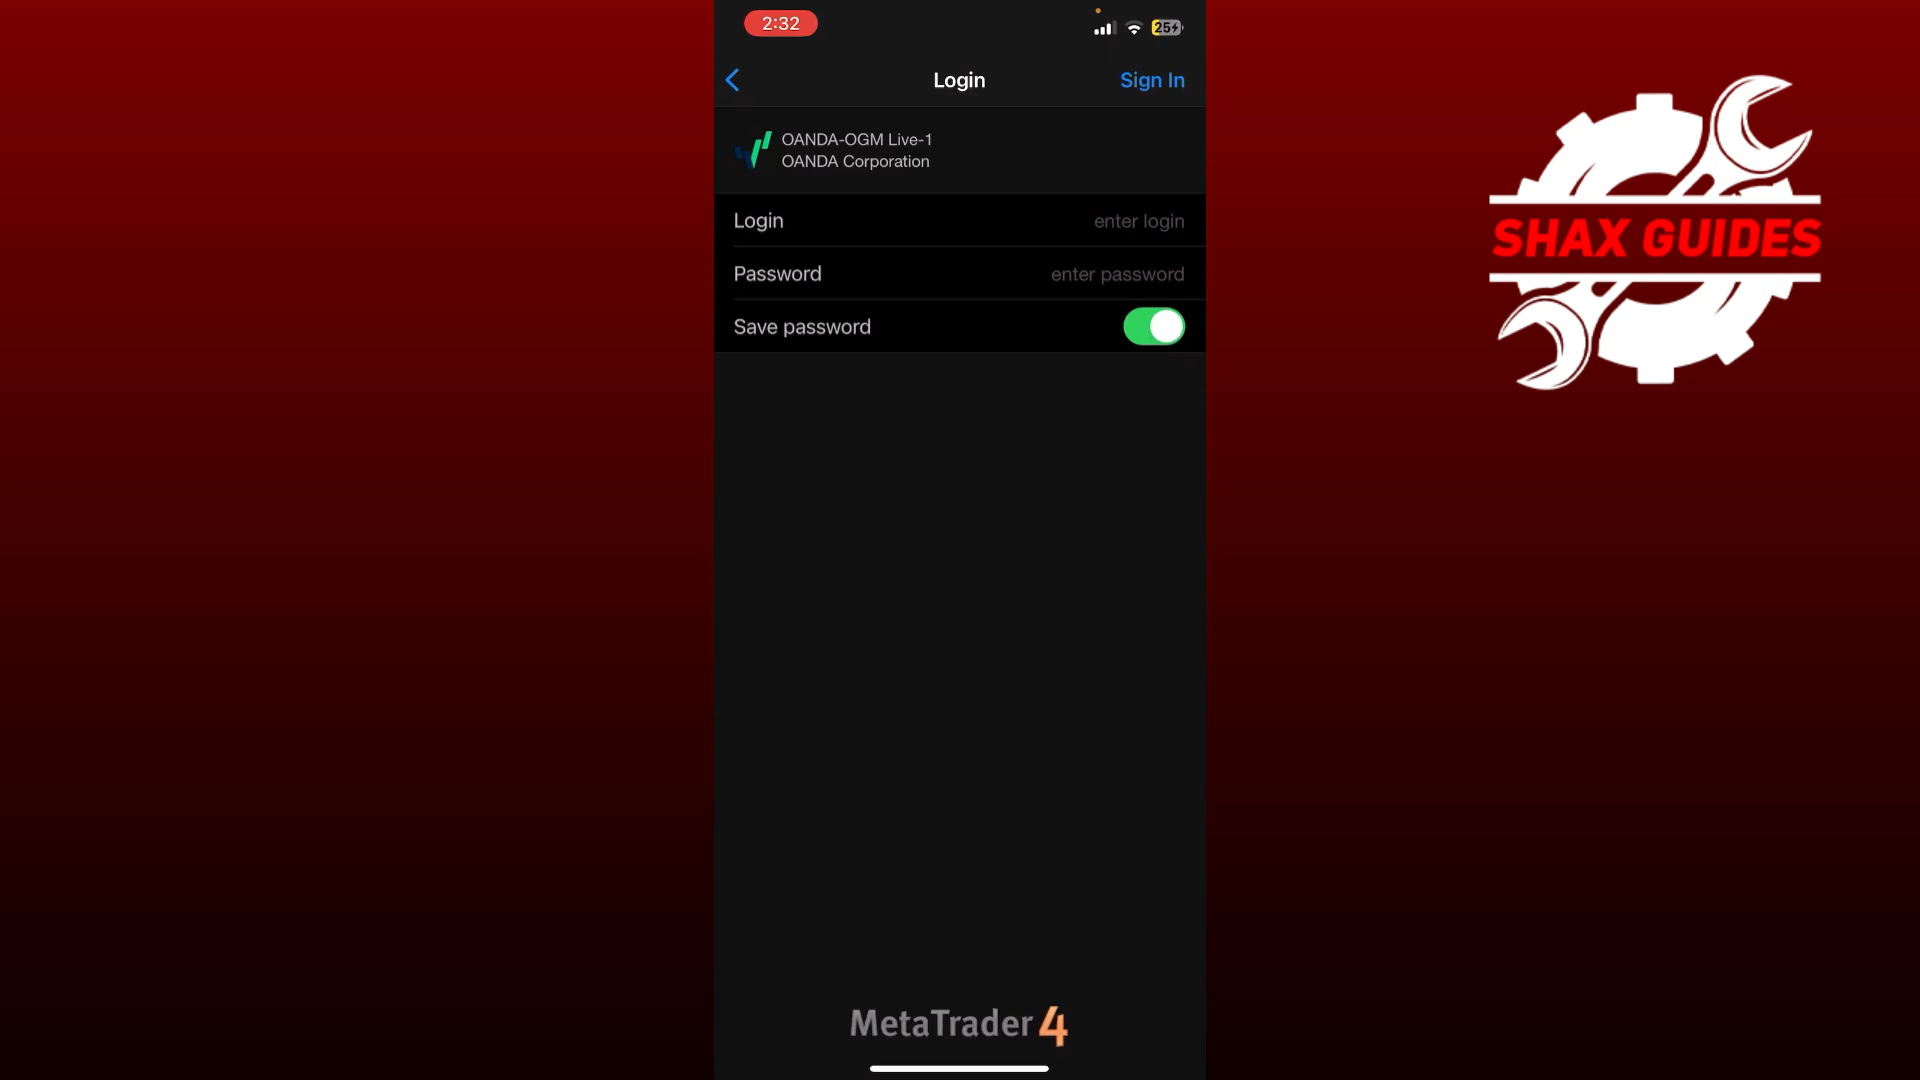 2:32
25
Login
Sign In
OANDA-OGM Live-1
OANDA Corporation
Login
enter login
Password
enter password
Save password
MetaTrader 4
SHAX GUIDES